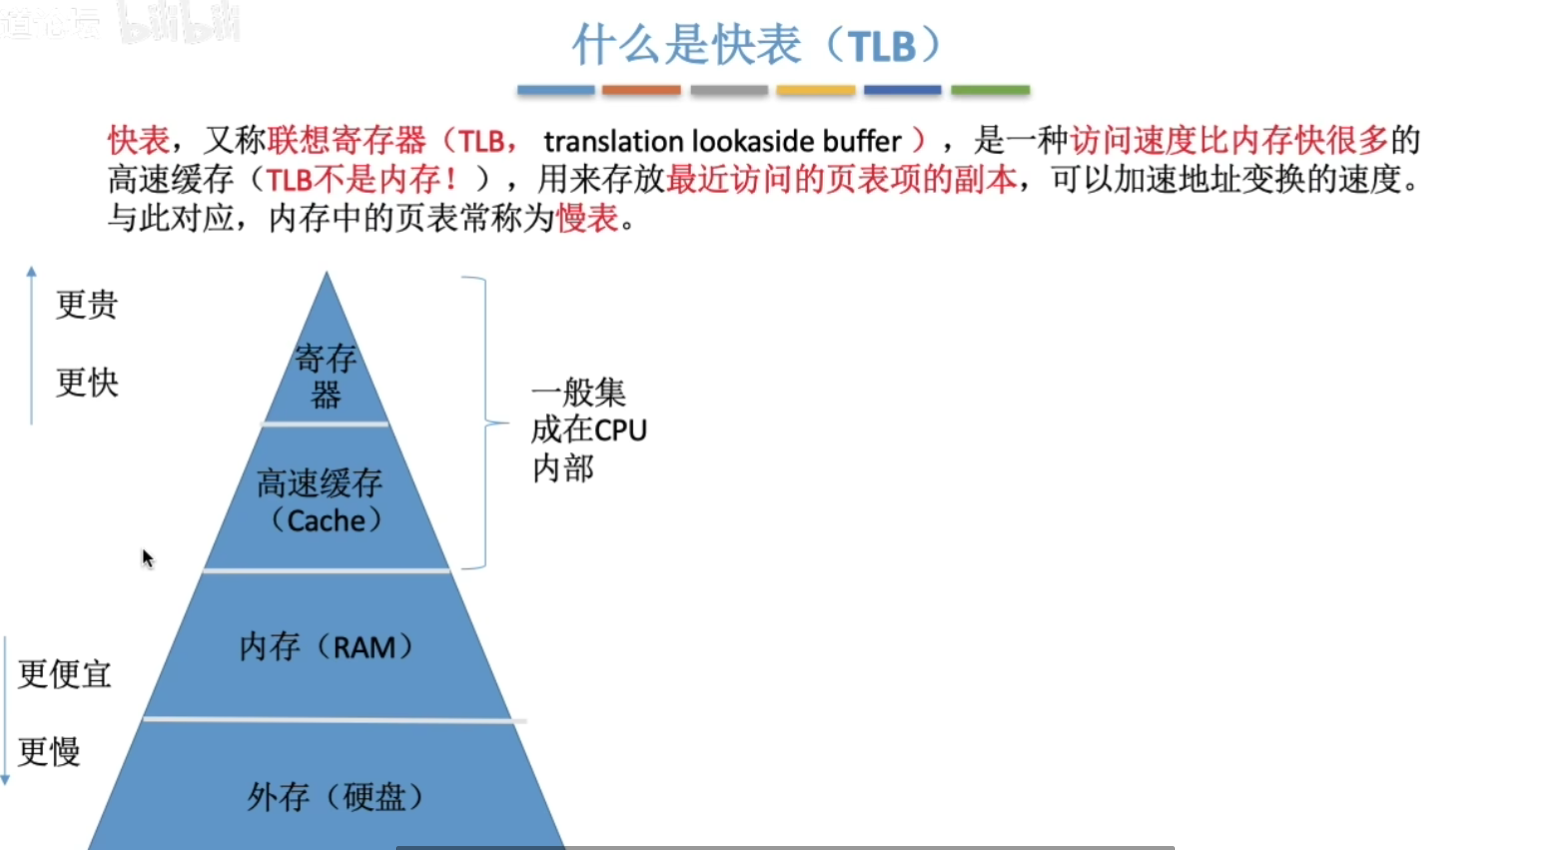 道论坛 bilibili
什么是快表（TLB）
快表，又称联想寄存器（TLB， translation lookaside buffer ），是一种访问速度比内存快很多的
高速缓存（TLB不是内存！），用来存放最近访问的页表项的副本，可以加速地址变换的速度。
与此对应，内存中的页表常称为慢表。
更贵
更快
寄存
器
高速缓存
（Cache）
一般集
成在CPU
内部
内存（RAM）
更便宜
更慢
外存（硬盘）